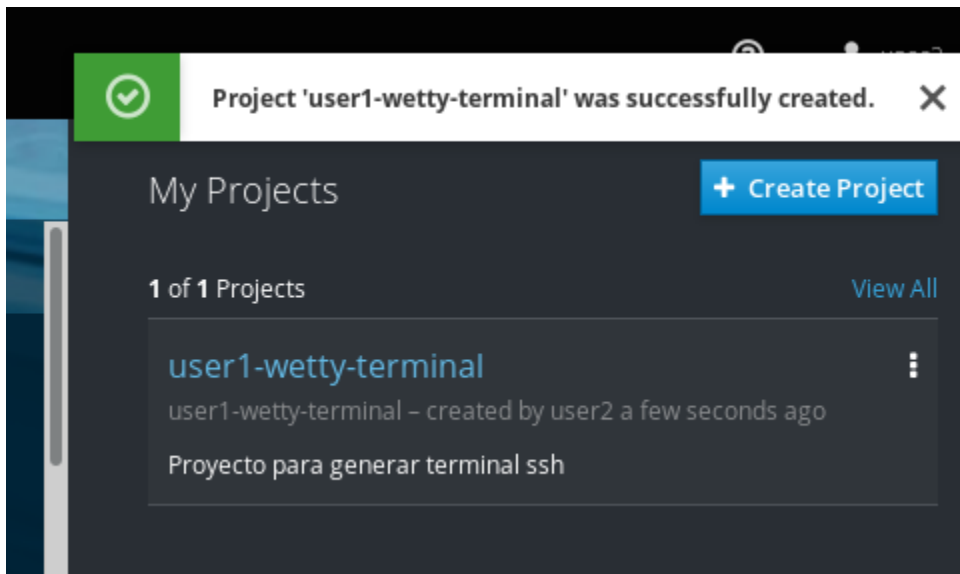 Project 'user1-wetty-terminal' was successfully created.
My Projects
+ Create Project
1 of 1 Projects
View All
user1-wetty-terminal
user1-wetty-terminal – created by user2 a few seconds ago
Proyecto para generar terminal ssh